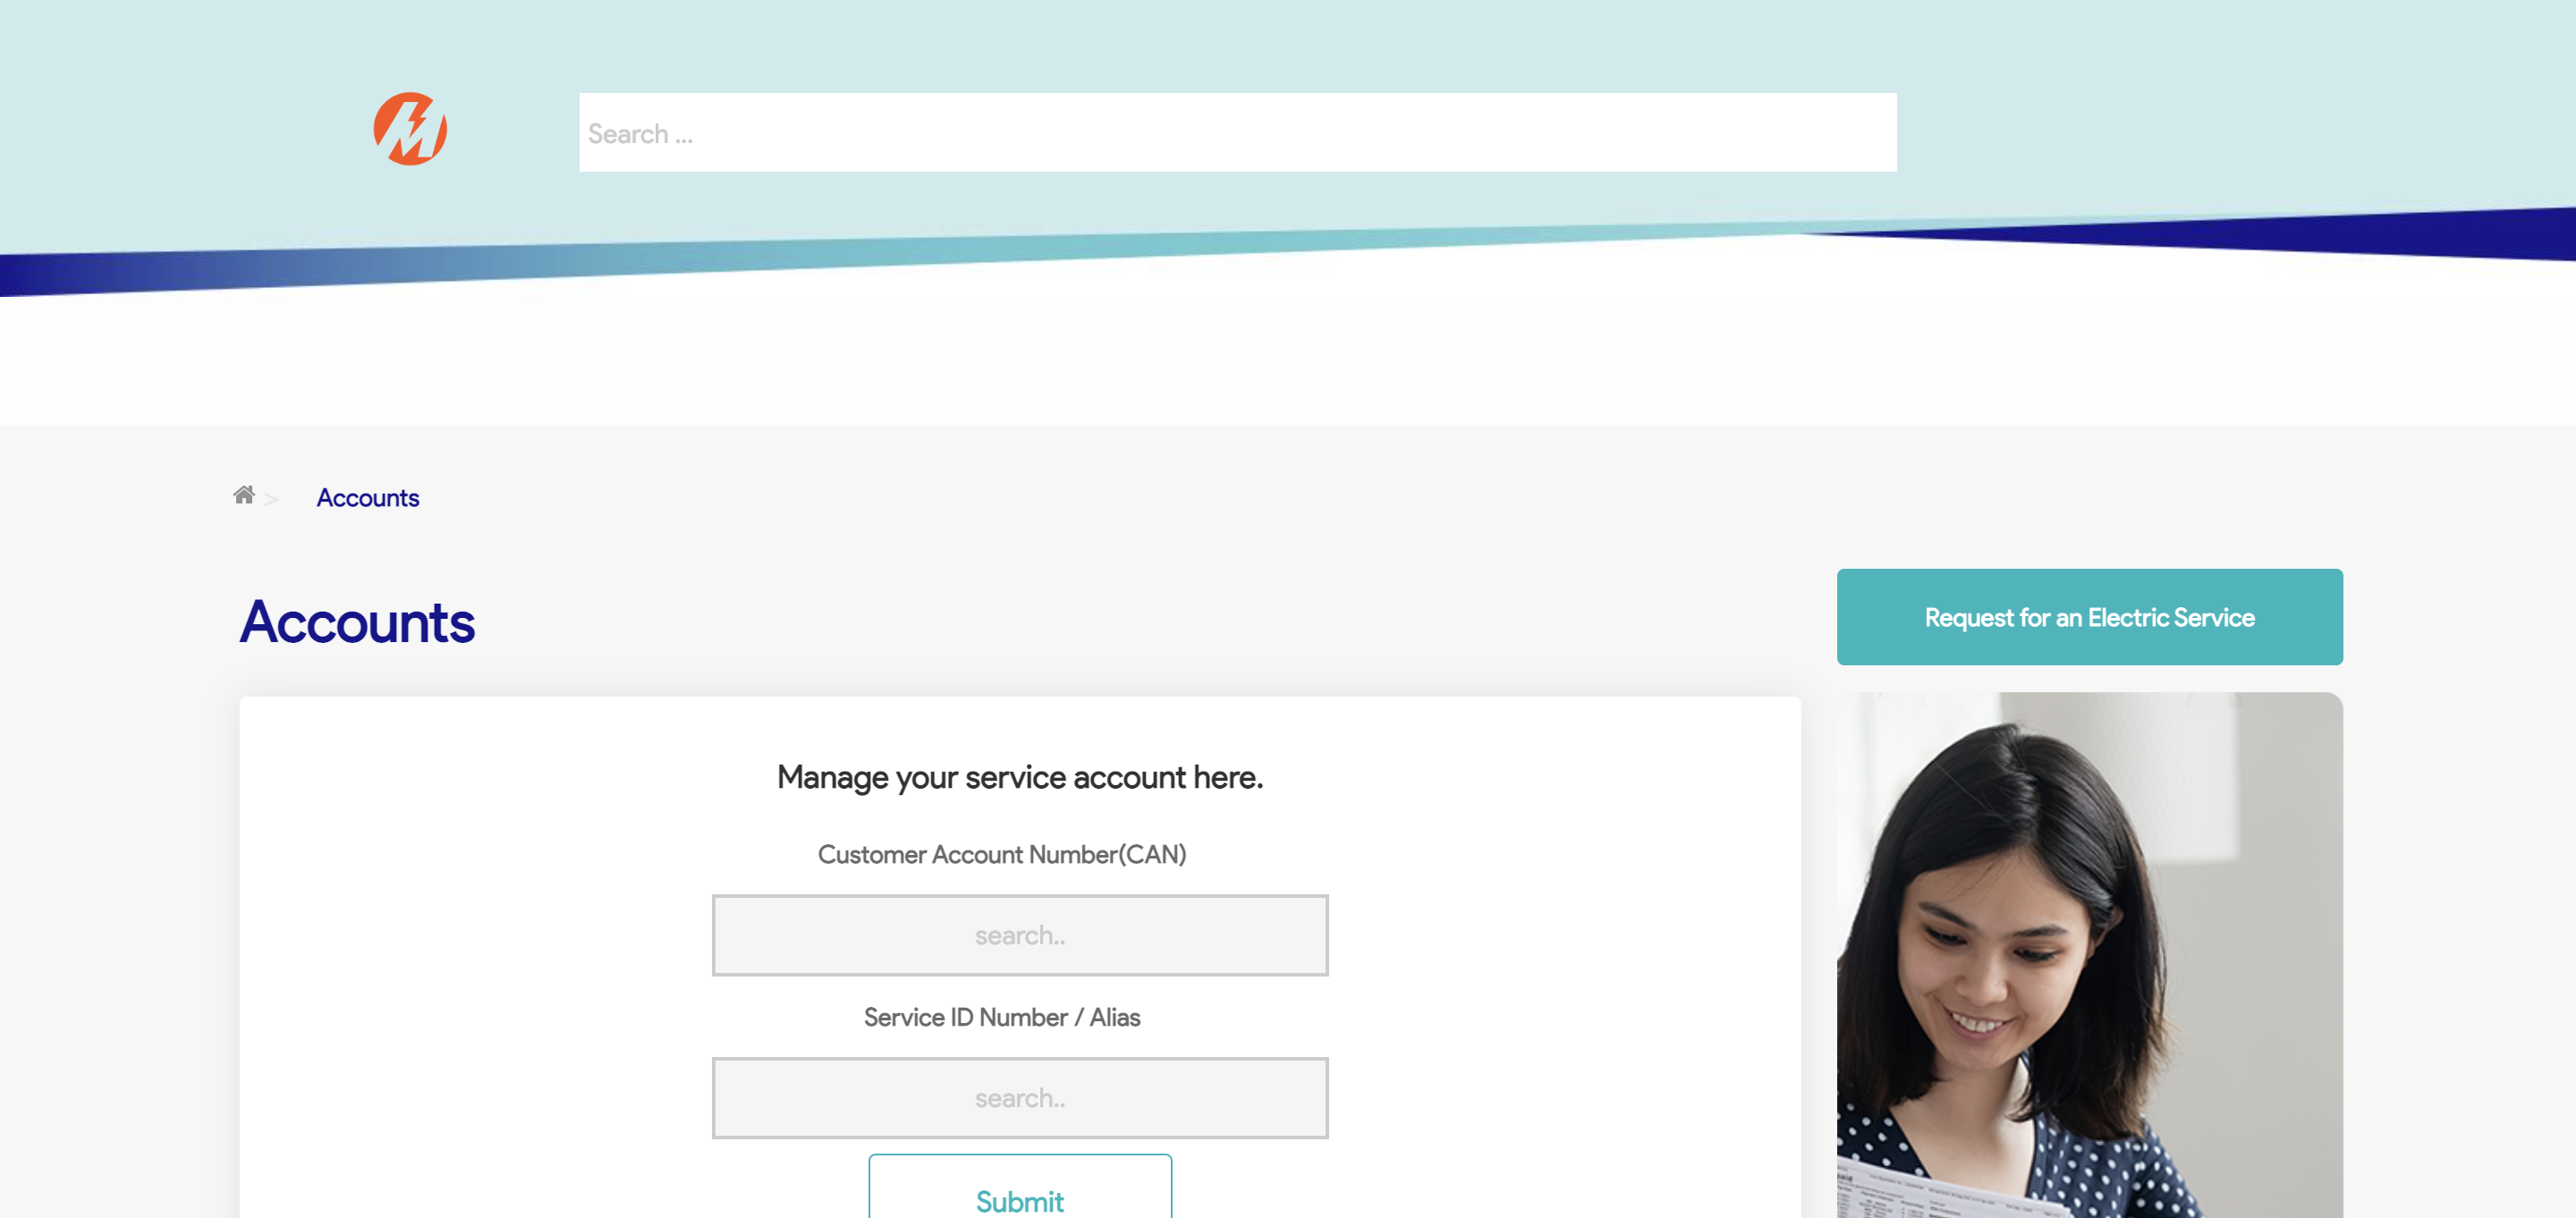 Search ...
> Accounts
Accounts
Request for an Electric Service
Manage your service account here.
Customer Account Number(CAN)
search..
Service ID Number / Alias
search..
Submit